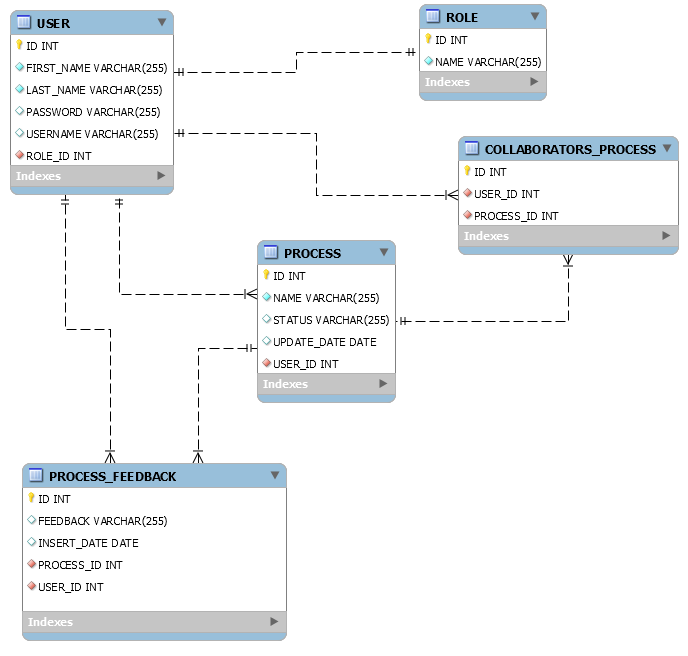 USER
ID INT
FIRST_NAME VARCHAR(255)
LAST_NAME VARCHAR(255)
PASSWORD VARCHAR(255)
USERNAME VARCHAR(255)
ROLE_ID INT
Indexes
ROLE
ID INT
NAME VARCHAR(255)
Indexes
COLLABORATORS_PROCESS
ID INT
USER_ID INT
PROCESS_ID INT
Indexes
PROCESS
ID INT
NAME VARCHAR(255)
STATUS VARCHAR(255)
UPDATE_DATE DATE
USER_ID INT
Indexes
PROCESS_FEEDBACK
ID INT
FEEDBACK VARCHAR(255)
INSERT_DATE DATE
PROCESS_ID INT
USER_ID INT
Indexes